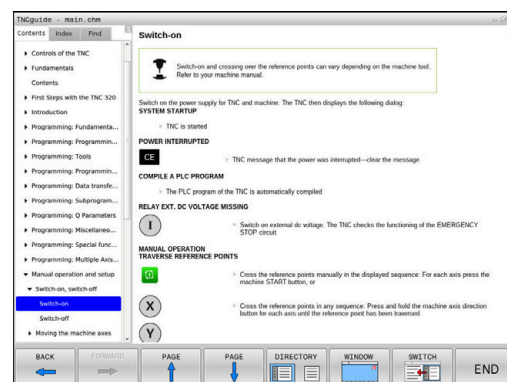 TNCguide - main.chm
Contents Index Find
Controls of the TNC
Fundamentals
Contents
First Steps with the TNC 320
Introduction
Programming: Fundamenta...
Programming: Programmin...
Programming: Tools
Programming: Programmin...
Programming: Data transfe...
Programming: Subprogram...
Programming: Q Parameters
Programming: Miscellaneo...
Programming: Special func...
Programming: Multiple Axis...
Manual operation and setup
Switch-on, switch-off
Switch-on
Switch-off
Moving the machine axes
Switch-on
Switch-on and crossing over the reference points can vary depending on the machine tool.
Refer to your machine manual.
Switch on the power supply for TNC and machine. The TNC then displays the following dialog:
SYSTEM STARTUP
TNC is started
POWER INTERRUPTED
CE
TNC message that the power was interrupted—clear the message
COMPILE A PLC PROGRAM
The PLC program of the TNC is automatically compiled
RELAY EXT. DC VOLTAGE MISSING
I
Switch on external dc voltage. The TNC checks the functioning of the EMERGENCY
STOP circuit
MANUAL OPERATION
TRAVERSE REFERENCE POINTS
Cross the reference points manually in the displayed sequence: For each axis press the
machine START button, or
X
Cross the reference points in any sequence: Press and hold the machine axis direction
button for each axis until the reference point has been traversed
Y
BACK FORWARD PAGE PAGE DIRECTORY WINDOW SWITCH END